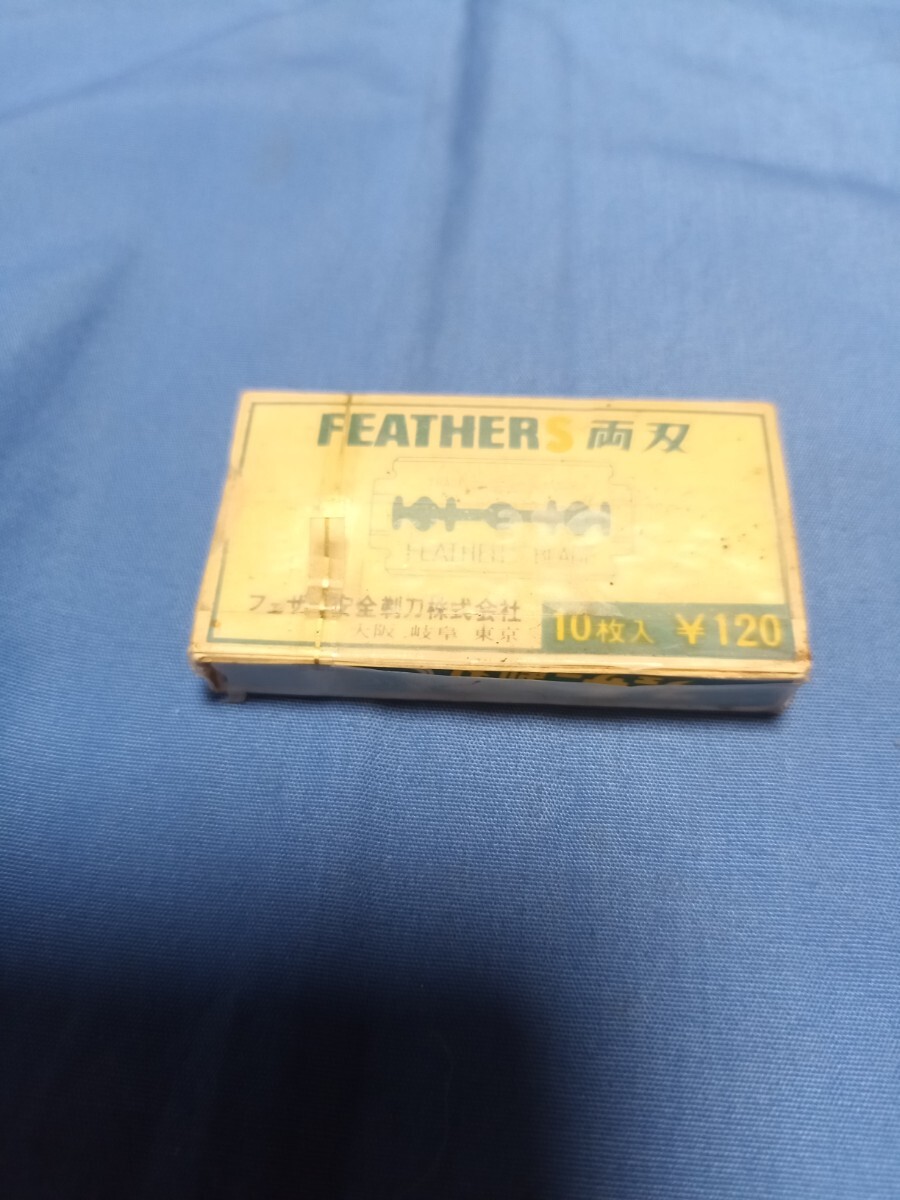 FEATHER S 両刃
FEATHER
フェザー安全剃刀株式会社
大阪 岐阜 東京
10枚入 ¥120